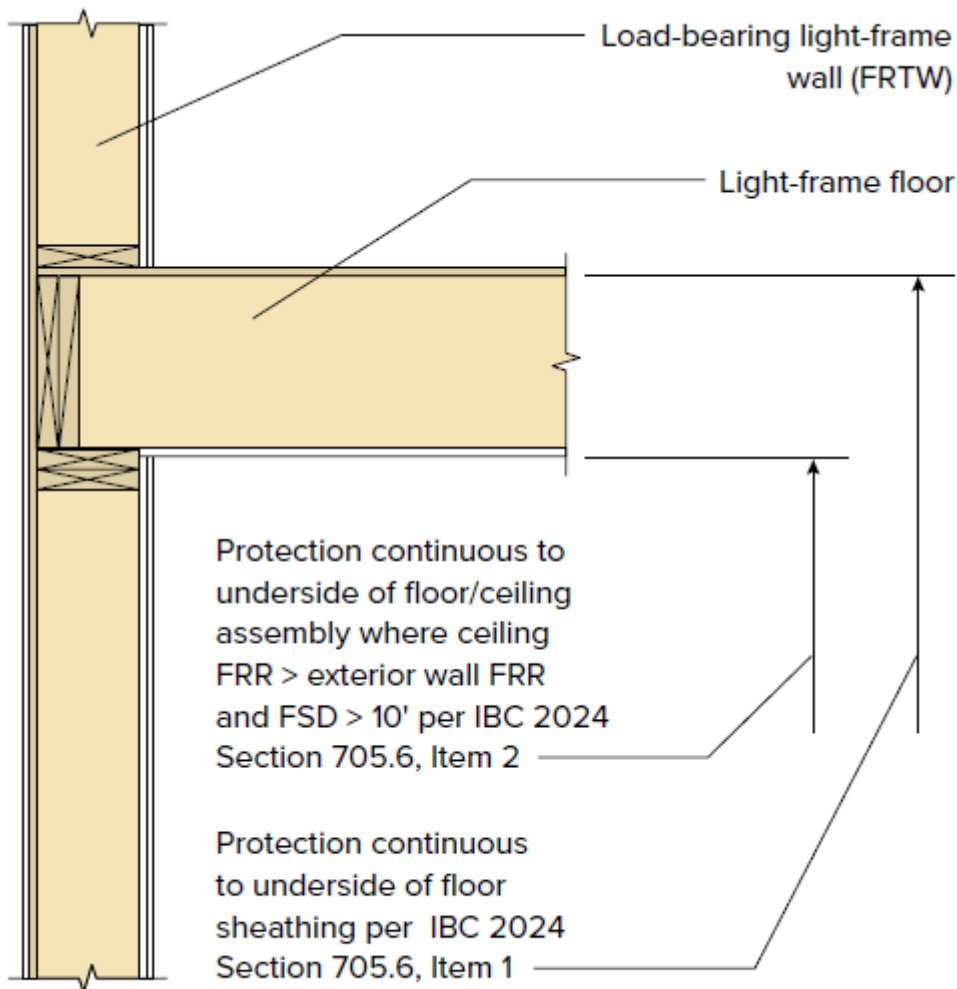 Load-bearing light-frame
wall (FRTW)
Light-frame floor
Protection continuous to
underside of floor/ceiling
assembly where ceiling
FRR > exterior wall FRR
and FSD > 10' per IBC 2024
Section 705.6, Item 2
Protection continuous
to underside of floor
sheathing per IBC 2024
Section 705.6, Item 1